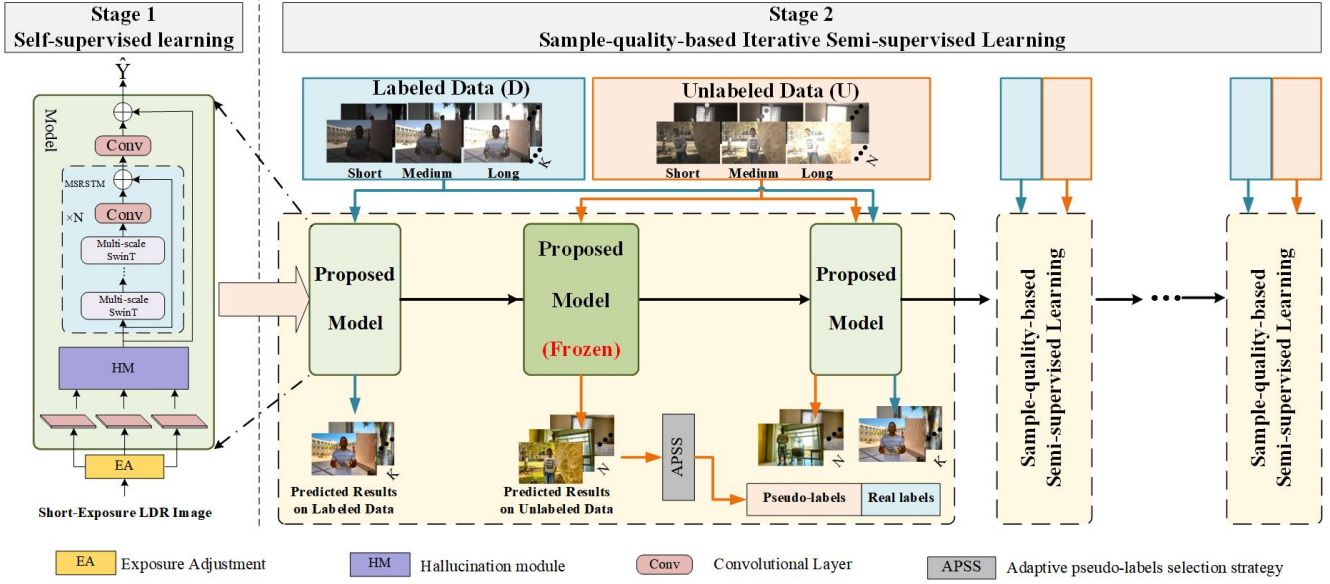 Stage 1
Self-supervised learning
Stage 2
Sample-quality-based Iterative Semi-supervised Learning
Ŷ
Model
Conv
MSRSTM
×N
Conv
Multi-scale
SwinT
Multi-scale
SwinT
HM
EA
Short-Exposure LDR Image
Labeled Data (D)
Short Medium Long
K
Unlabeled Data (U)
Short Medium Long
N
Proposed
Model
Proposed
Model
(Frozen)
Proposed
Model
K
Predicted Results
on Labeled Data
N
Predicted Results
on Unlabeled Data
APSS
N
K
Pseudo-labels
Real labels
Sample-quality-based
Semi-supervised Learning
Sample-quality-based
Semi-supervised Learning
EA
Exposure Adjustment
HM
Hallucination module
Conv
Convolutional Layer
APSS
Adaptive pseudo-labels selection strategy